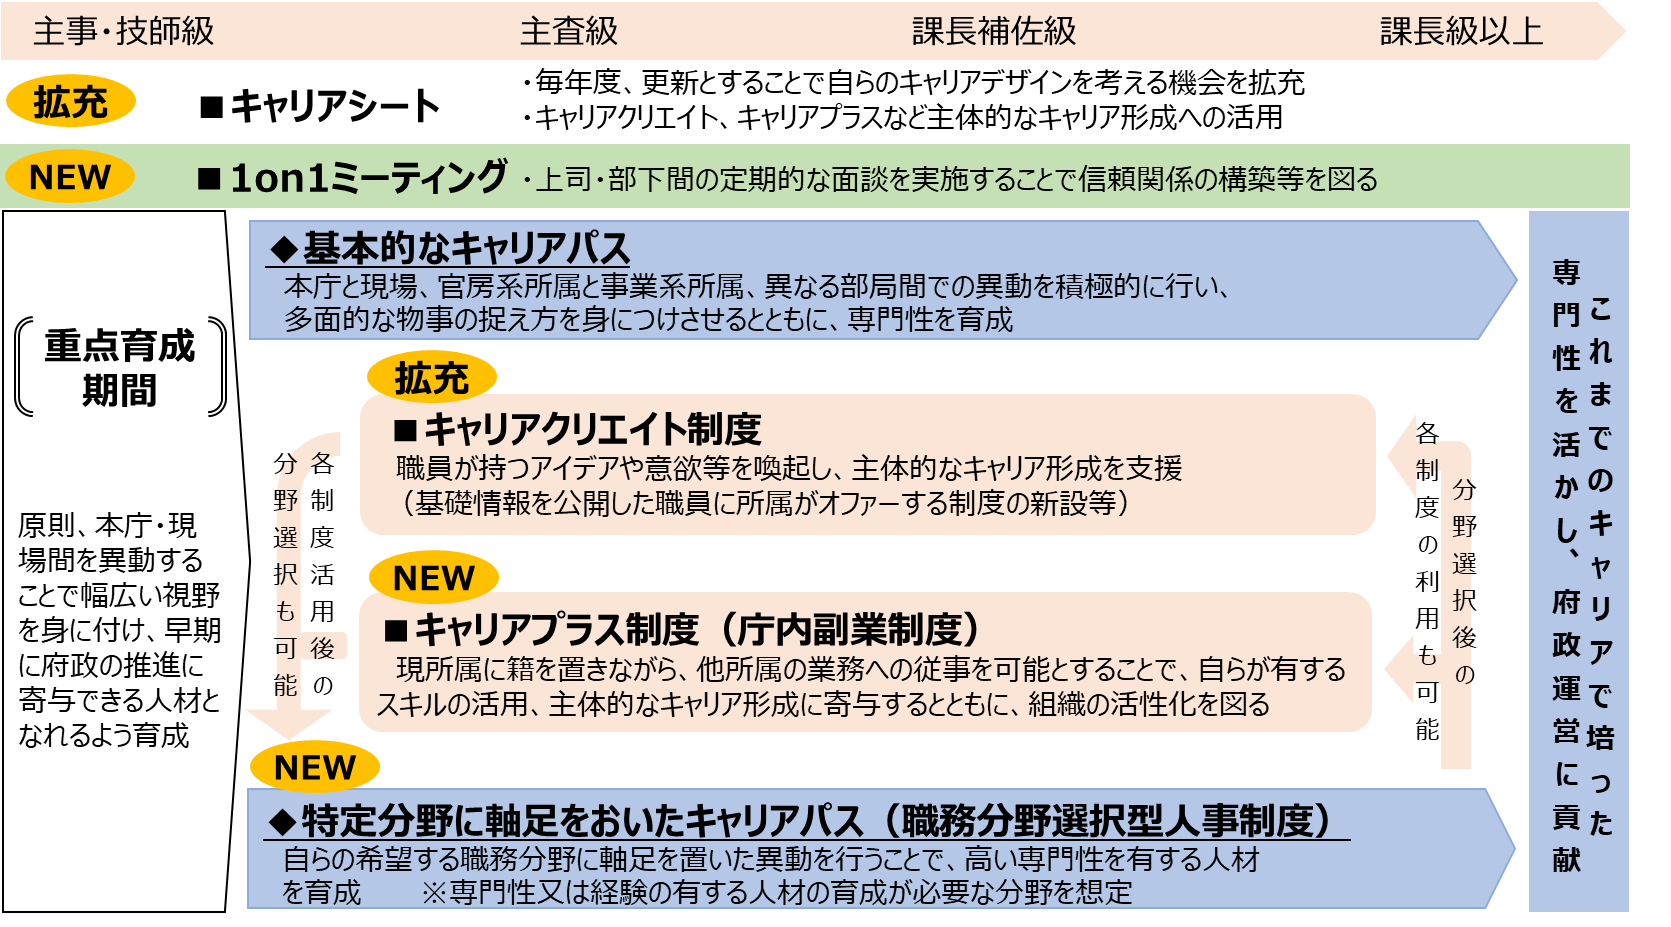 主事・技師級　主査級　課長補佐級　課長級以上
拡充
■キャリアシート
・毎年度、更新とすることで自らのキャリアデザインを考える機会を拡充
・キャリアクリエイト、キャリアプラスなど主体的なキャリア形成への活用
NEW
■1on1ミーティング
・上司・部下間の定期的な面談を実施することで信頼関係の構築等を図る
重点育成
期間
原則、本庁・現
場間を異動する
ことで幅広い視野
を身に付け、早期
に府政の推進に
寄与できる人材と
なれるよう育成
◆基本的なキャリアパス
本庁と現場、官房系所属と事業系所属、異なる部局間での異動を積極的に行い、
多面的な物事の捉え方を身につけさせるとともに、専門性を育成
拡充
■キャリアクリエイト制度
職員が持つアイデアや意欲等を喚起し、主体的なキャリア形成を支援
（基礎情報を公開した職員に所属がオファーする制度の新設等）
各制度活用後の
分野選択も可能
NEW
■キャリアプラス制度（庁内副業制度）
現所属に籍を置きながら、他所属の業務への従事を可能とすることで、自らが有する
スキルの活用、主体的なキャリア形成に寄与するとともに、組織の活性化を図る
分野選択後の
各制度の利用も可能
NEW
◆特定分野に軸足をおいたキャリアパス（職務分野選択型人事制度）
自らの希望する職務分野に軸足を置いた異動を行うことで、高い専門性を有する人材
を育成　　※専門性又は経験の有する人材の育成が必要な分野を想定
これまでのキャリアで培った
専門性を活かし、府政運営に貢献